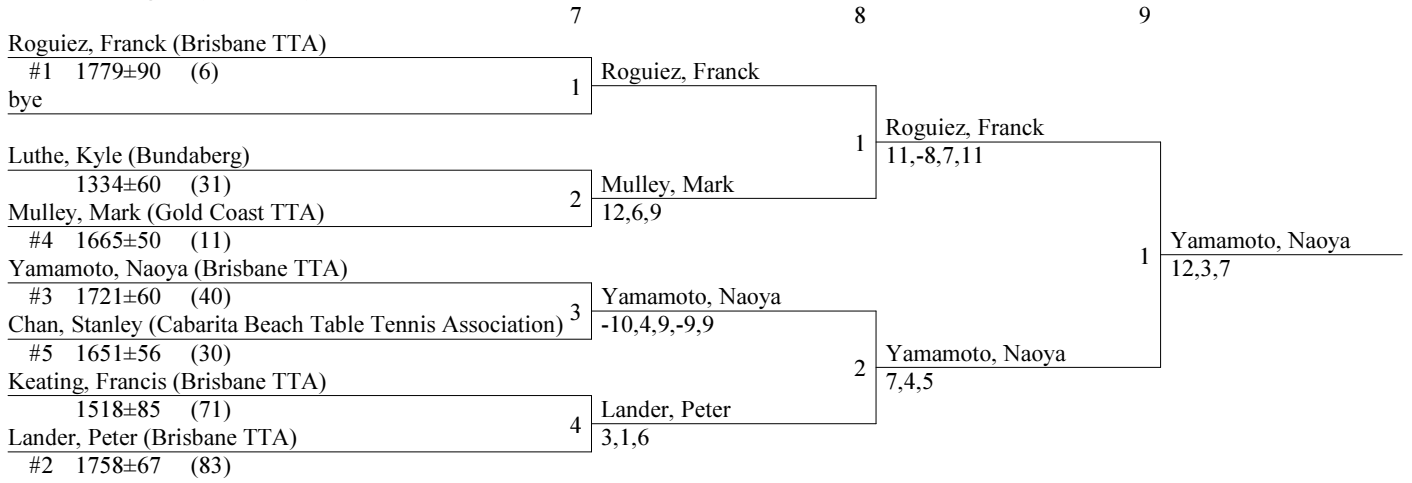 7 8 9
Roguiez, Franck (Brisbane TTA)
#1 1779±90 (6)
1 Roguiez, Franck
bye
1 Roguiez, Franck
11,-8,7,11
Luthe, Kyle (Bundaberg)
1334±60 (31)
2 Mulley, Mark
12,6,9
Mulley, Mark (Gold Coast TTA)
#4 1665±50 (11)
1 Yamamoto, Naoya
12,3,7
Yamamoto, Naoya (Brisbane TTA)
#3 1721±60 (40)
3 Yamamoto, Naoya
-10,4,9,-9,9
Chan, Stanley (Cabarita Beach Table Tennis Association)
#5 1651±56 (30)
2 Yamamoto, Naoya
7,4,5
Keating, Francis (Brisbane TTA)
1518±85 (71)
4 Lander, Peter
3,1,6
Lander, Peter (Brisbane TTA)
#2 1758±67 (83)